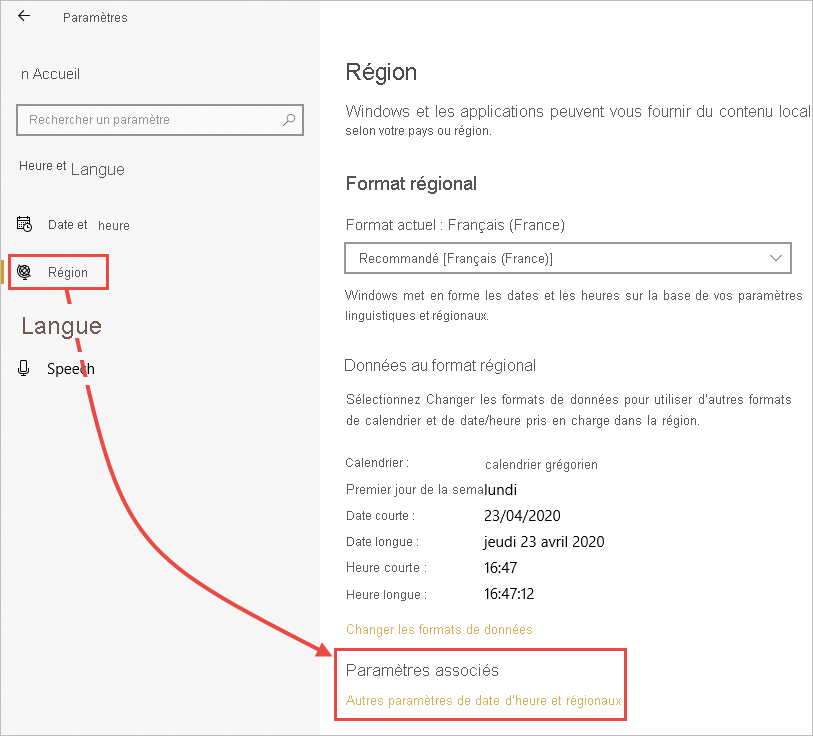 Paramètres
n Accueil
Rechercher un paramètre
Heure et Langue
Date et heure
Région
Langue
Speech
Région
Windows et les applications peuvent vous fournir du contenu local
selon votre pays ou région.
Format régional
Format actuel : Français (France)
Recommandé [Français (France)]
Windows met en forme les dates et les heures sur la base de vos paramètres
linguistiques et régionaux.
Données au format régional
Sélectionnez Changer les formats de données pour utiliser d'autres formats
de calendrier et de date/heure pris en charge dans la région.
Calendrier : calendrier grégorien
Premier jour de la semalundi
Date courte : 23/04/2020
Date longue : jeudi 23 avril 2020
Heure courte : 16:47
Heure longue : 16:47:12
Changer les formats de données
Paramètres associés
Autres paramètres de date d'heure et régionaux